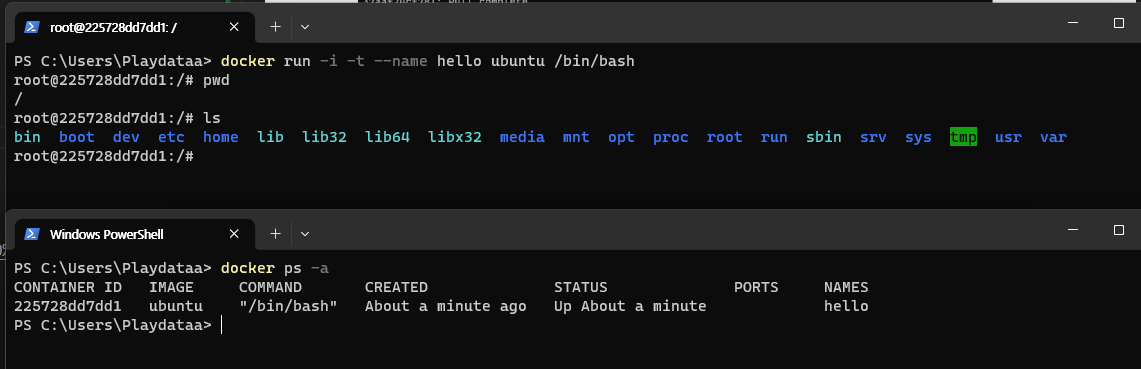 Pull complete
root@225728dd7dd1: /
PS C:\Users\Playdataa> docker run -i -t --name hello ubuntu /bin/bash
root@225728dd7dd1:/# pwd
/
root@225728dd7dd1:/# ls
bin boot dev etc home lib lib32 lib64 libx32 media mnt opt proc root run sbin srv sys tmp usr var
root@225728dd7dd1:/#
Windows PowerShell
PS C:\Users\Playdataa> docker ps -a
CONTAINER ID IMAGE COMMAND CREATED STATUS PORTS NAMES
225728dd7dd1 ubuntu "/bin/bash" About a minute ago Up About a minute hello
PS C:\Users\Playdataa>